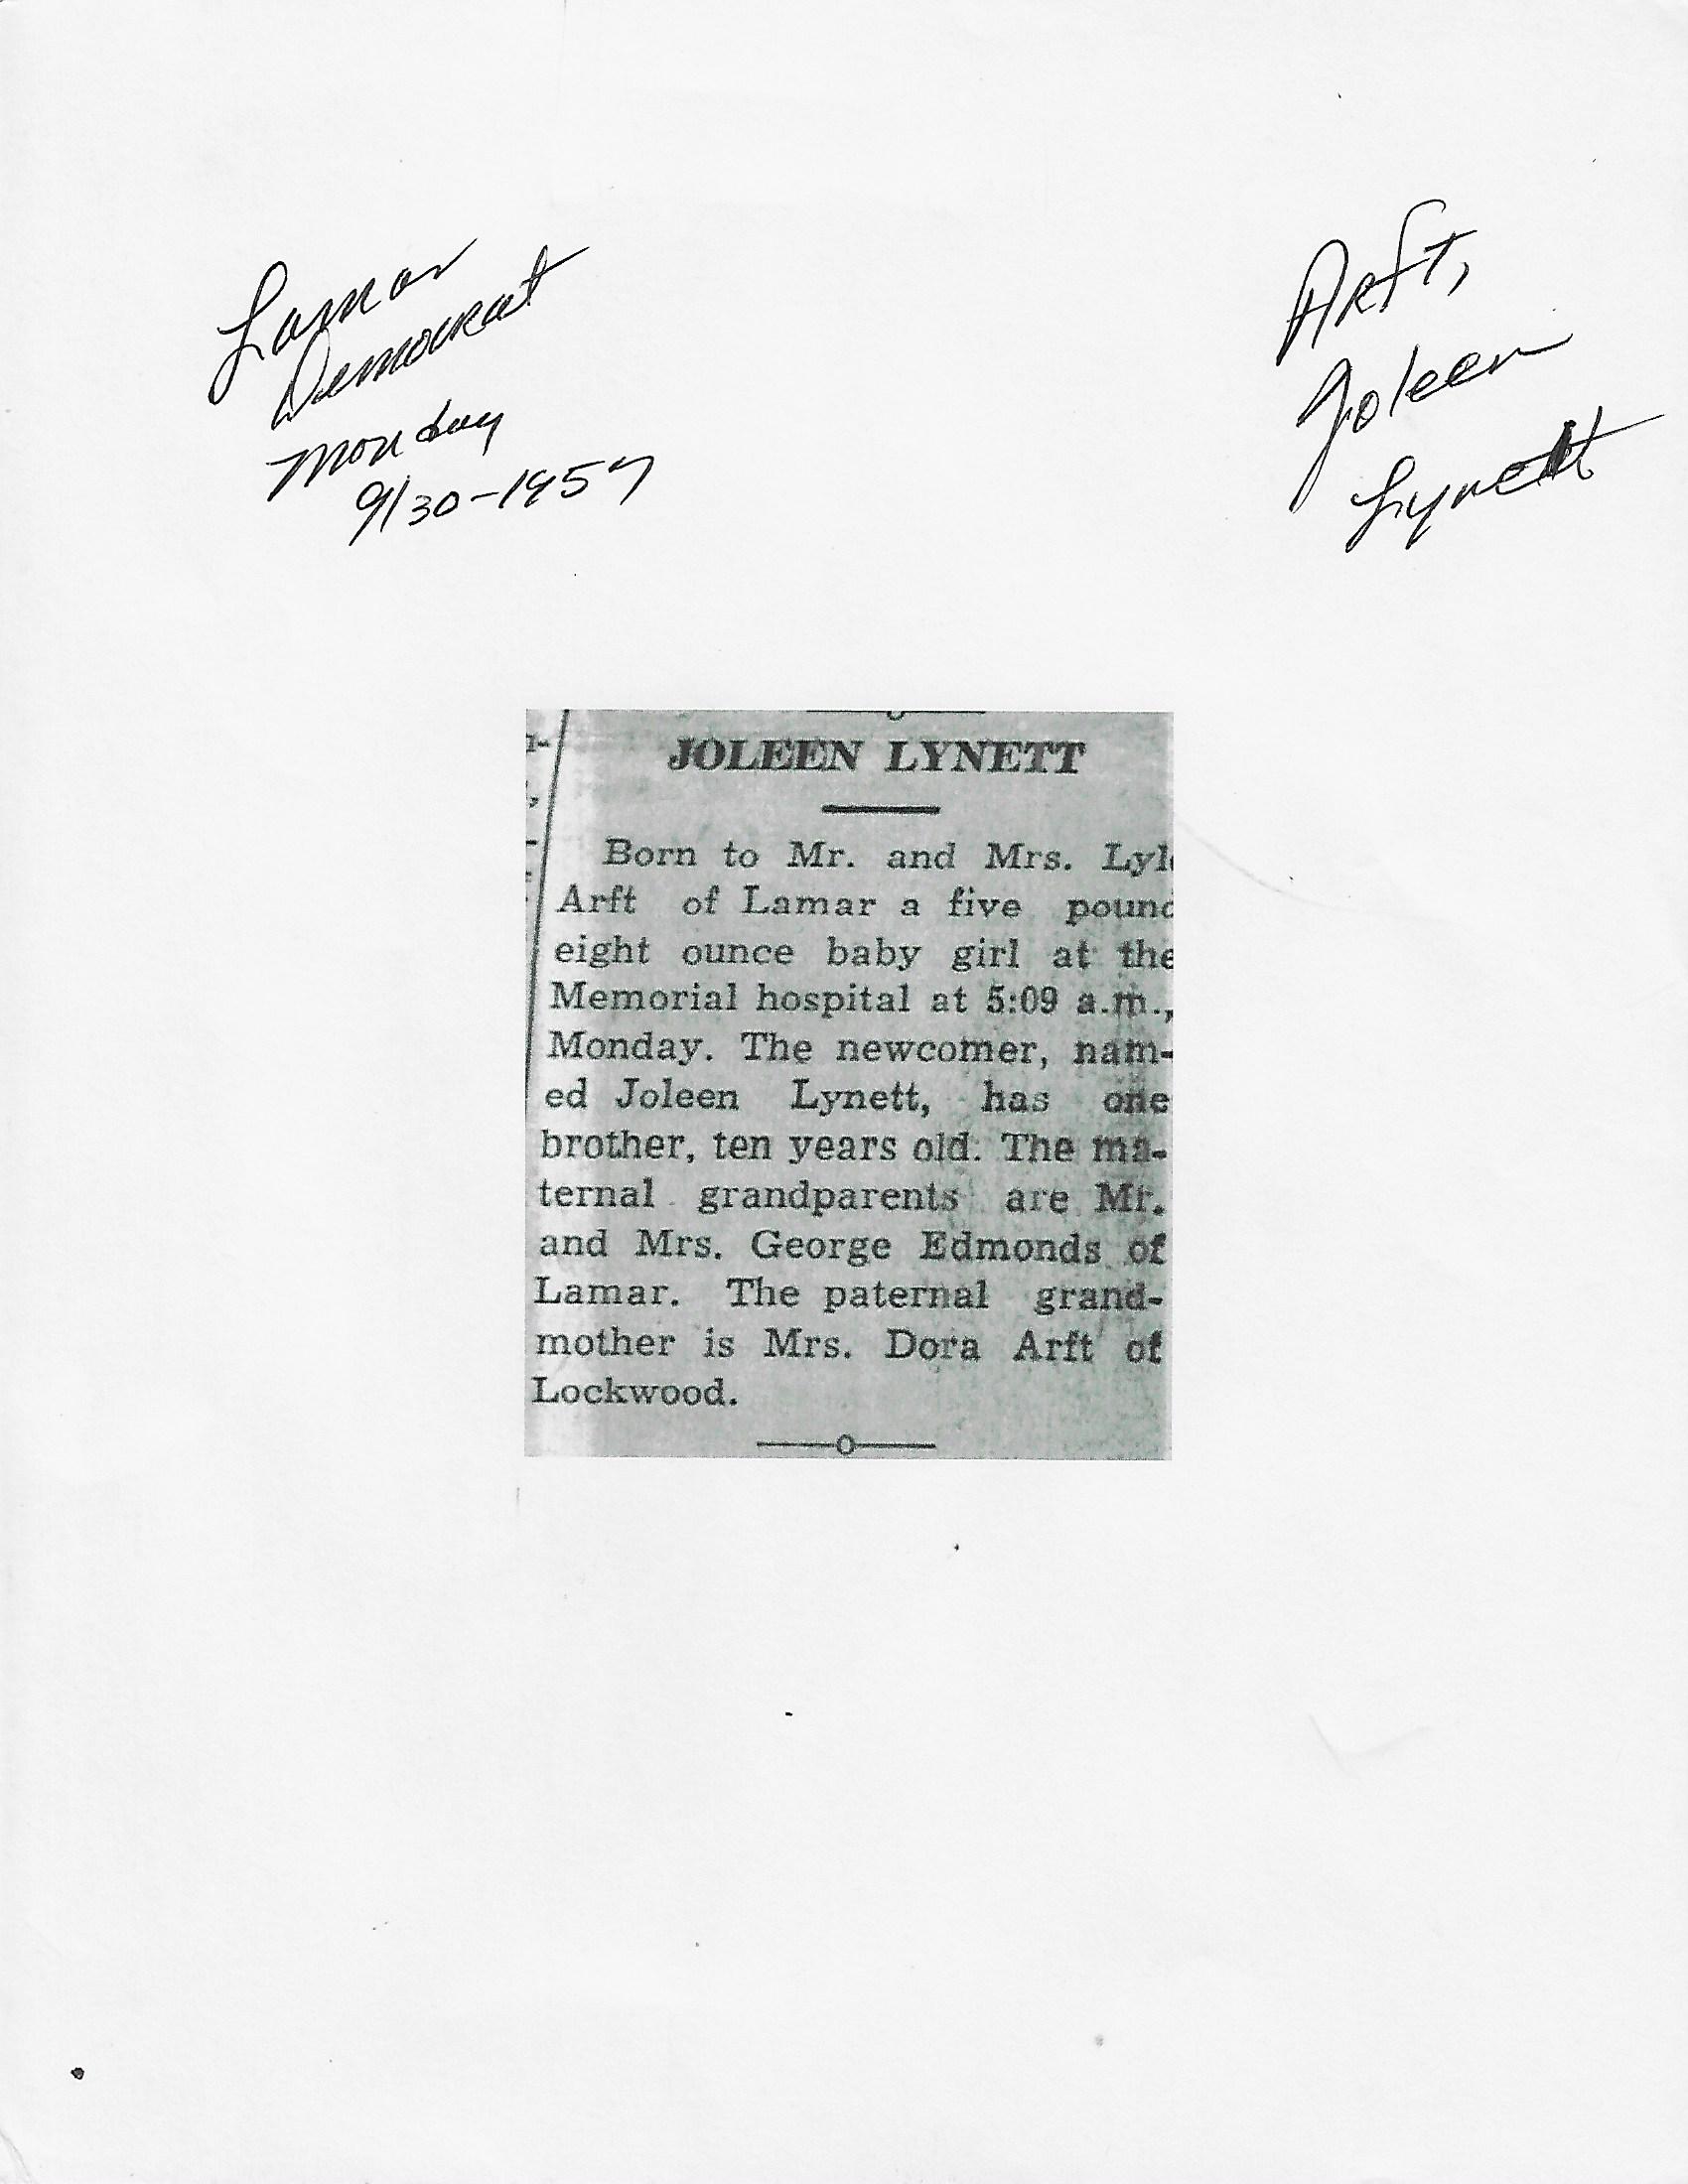 Lamar
Democrat
Monday
9/30-1957
Arft,
Joleen
Lynett
JOLEEN LYNETT
Born to Mr. and Mrs. Lyl
Arft of Lamar a five pound
eight ounce baby girl at the
Memorial hospital at 5:09 a.m.,
Monday. The newcomer, nam-
ed Joleen Lynett, has one
brother, ten years old. The ma-
ternal grandparents are Mr.
and Mrs. George Edmonds of
Lamar. The paternal grand-
mother is Mrs. Dora Arft of
Lockwood.